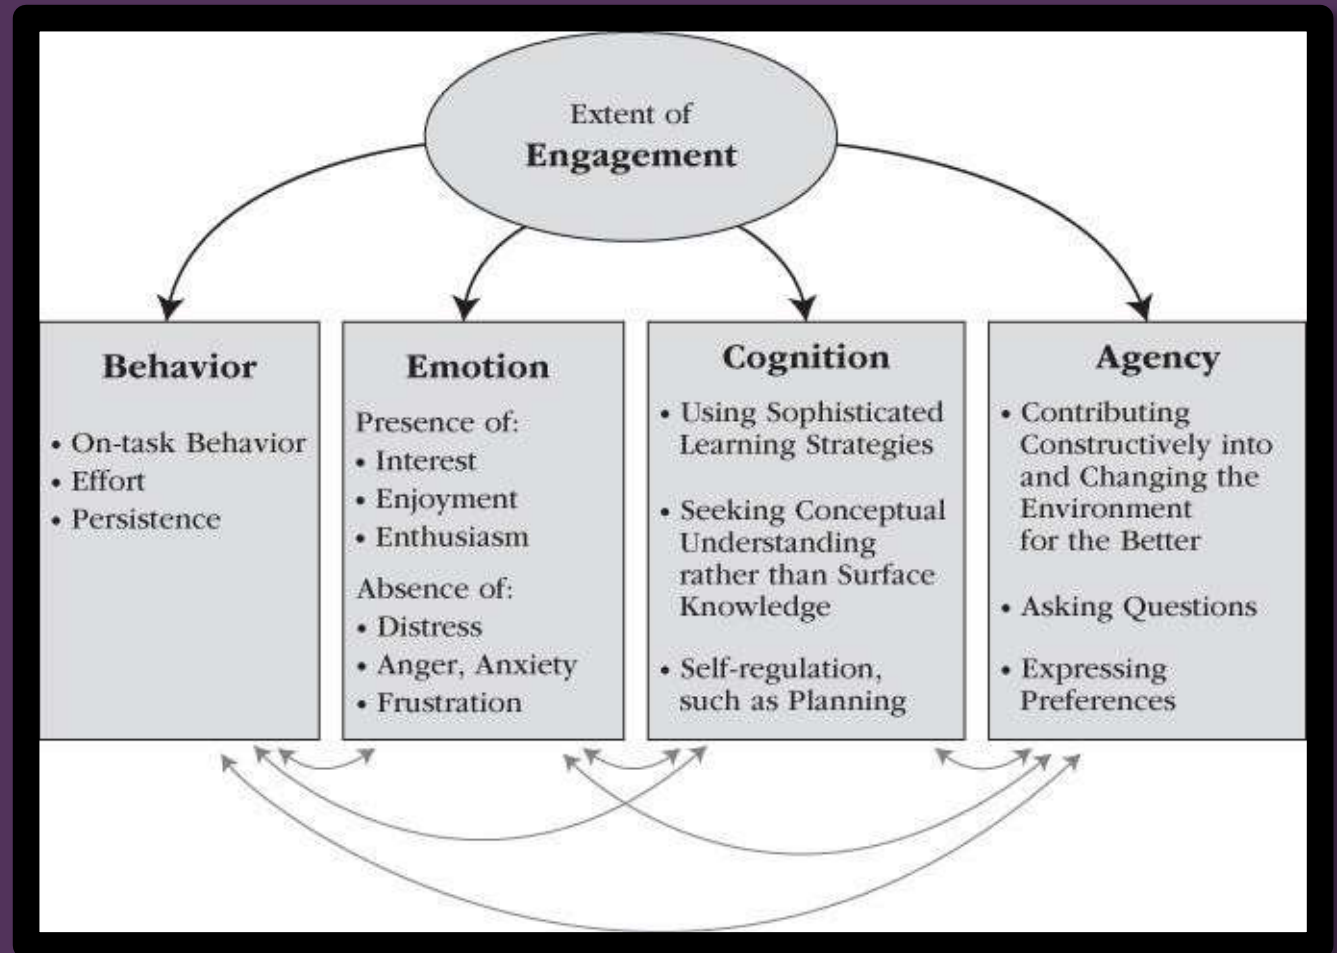 Extent of
Engagement
Behavior
• On-task Behavior
• Effort
• Persistence
Emotion
Presence of:
• Interest
• Enjoyment
• Enthusiasm
Absence of:
• Distress
• Anger, Anxiety
• Frustration
Cognition
• Using Sophisticated
Learning Strategies
• Seeking Conceptual
Understanding
rather than Surface
Knowledge
• Self-regulation,
such as Planning
Agency
• Contributing
Constructively into
and Changing the
Environment
for the Better
• Asking Questions
• Expressing
Preferences